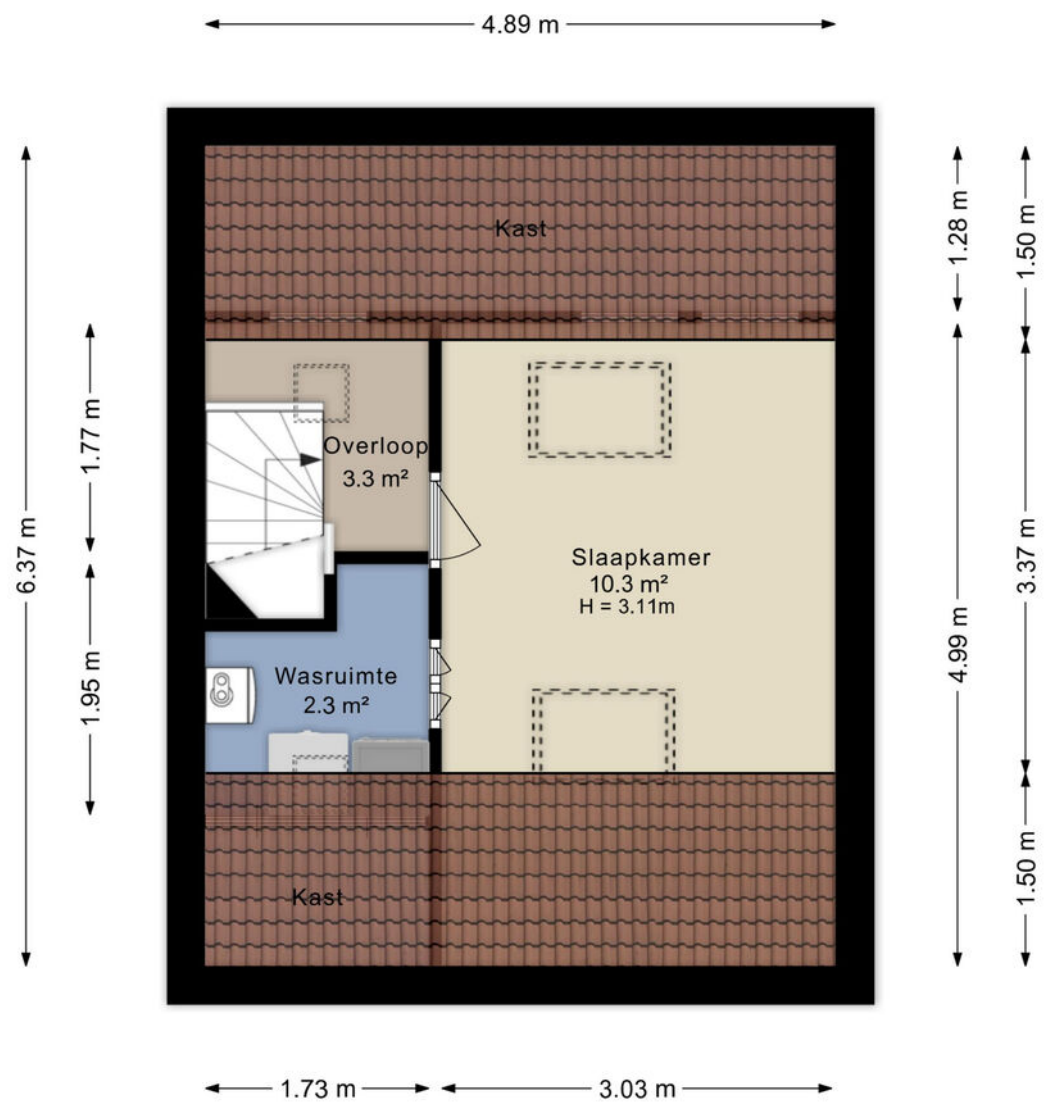 4.89 m
Kast
1.28 m
1.50 m
1.77 m
Overloop
3.3 m²
6.37 m
Slaapkamer
10.3 m²
H = 3.11m
3.37 m
4.99 m
1.95 m
Wasruimte
2.3 m²
Kast
1.50 m
1.73 m
3.03 m